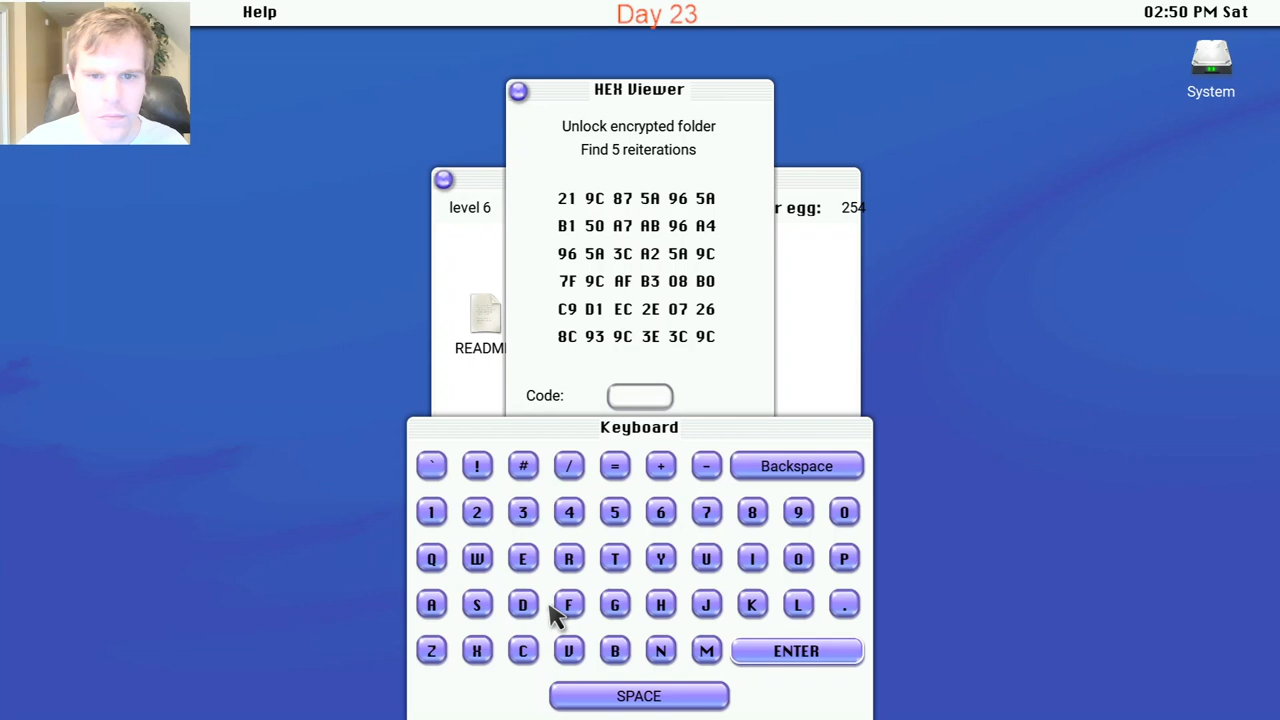 Help
Day 23
02:50 PM Sat
System
HEX Viewer
Unlock encrypted folder
Find 5 reiterations
level 6
r egg: 254
21 9C 87 5A 96 5A
B1 50 A7 AB 96 A4
96 5A 3C A2 5A 9C
7F 9C AF B3 08 B0
C9 D1 EC 2E 07 26
8C 93 9C 3E 3C 9C
READM
Code:
Keyboard
` ! # / = + - Backspace
1 2 3 4 5 6 7 8 9 0
Q W E R T Y U I O P
A S D F G H J K L .
Z X C V B N M ENTER
SPACE